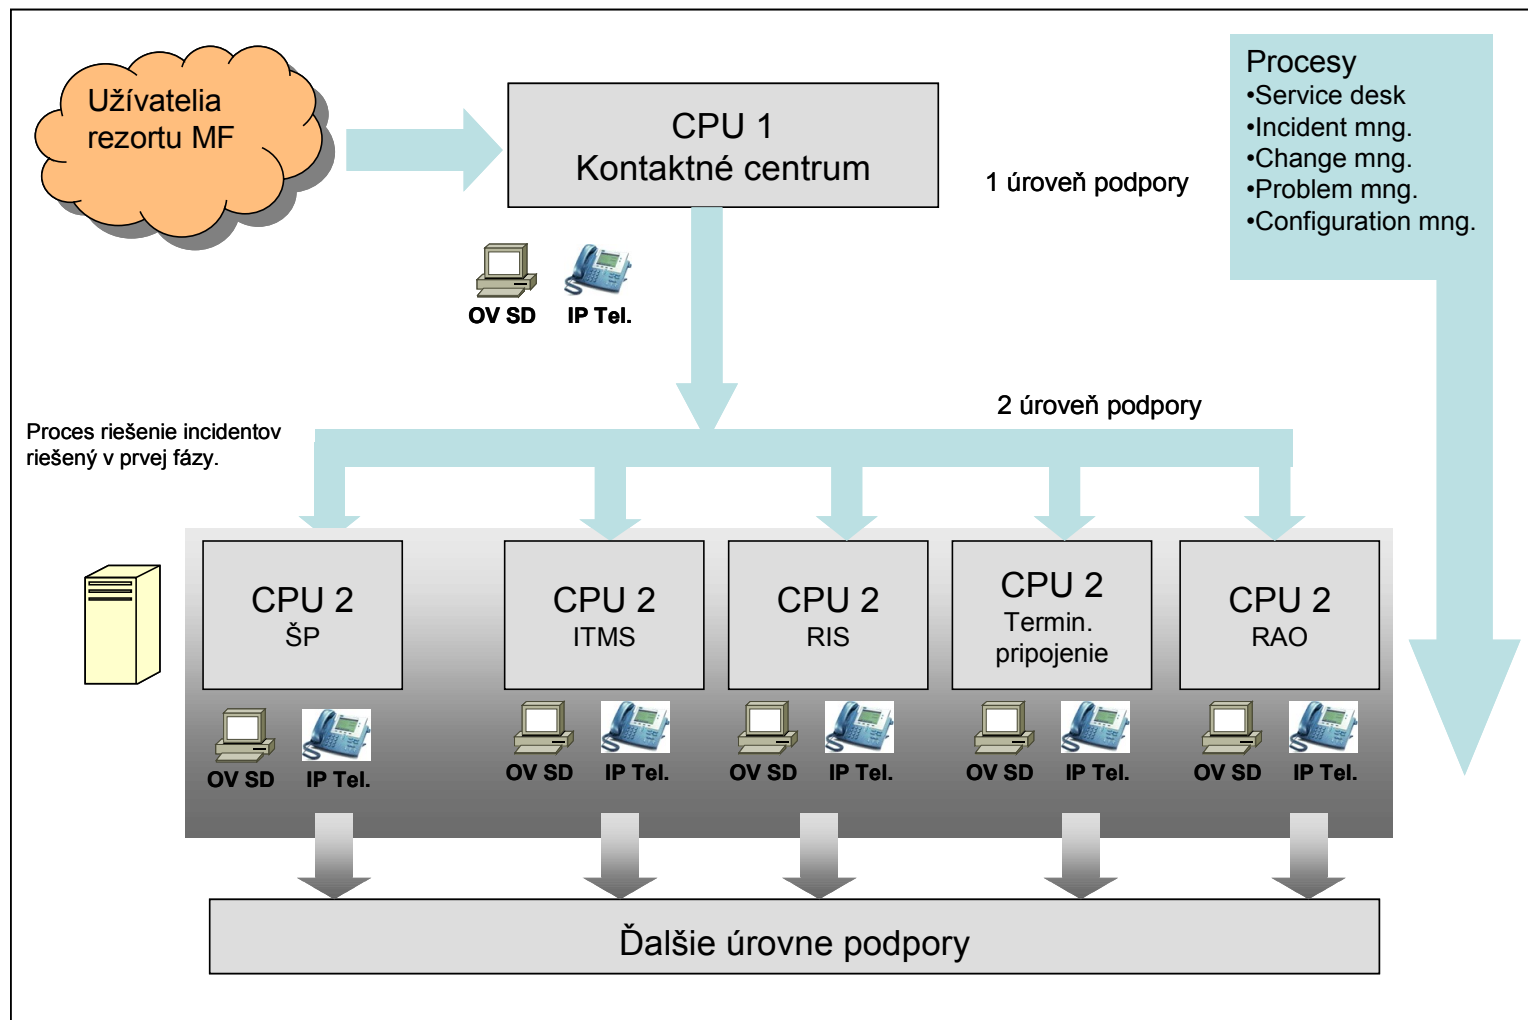 Užívatelia
rezortu MF
CPU 1
Kontaktné centrum
Procesy
•Service desk
•Incident mng.
•Change mng.
•Problem mng.
•Configuration mng.
1 úroveň podpory
OV SD
IP Tel.
2 úroveň podpory
Proces riešenie incidentov
riešený v prvej fázy.
CPU 2
ŠP
CPU 2
ITMS
CPU 2
RIS
CPU 2
Termin.
pripojenie
CPU 2
RAO
OV SD
IP Tel.
OV SD
IP Tel.
OV SD
IP Tel.
OV SD
IP Tel.
OV SD
IP Tel.
Ďalšie úrovne podpory